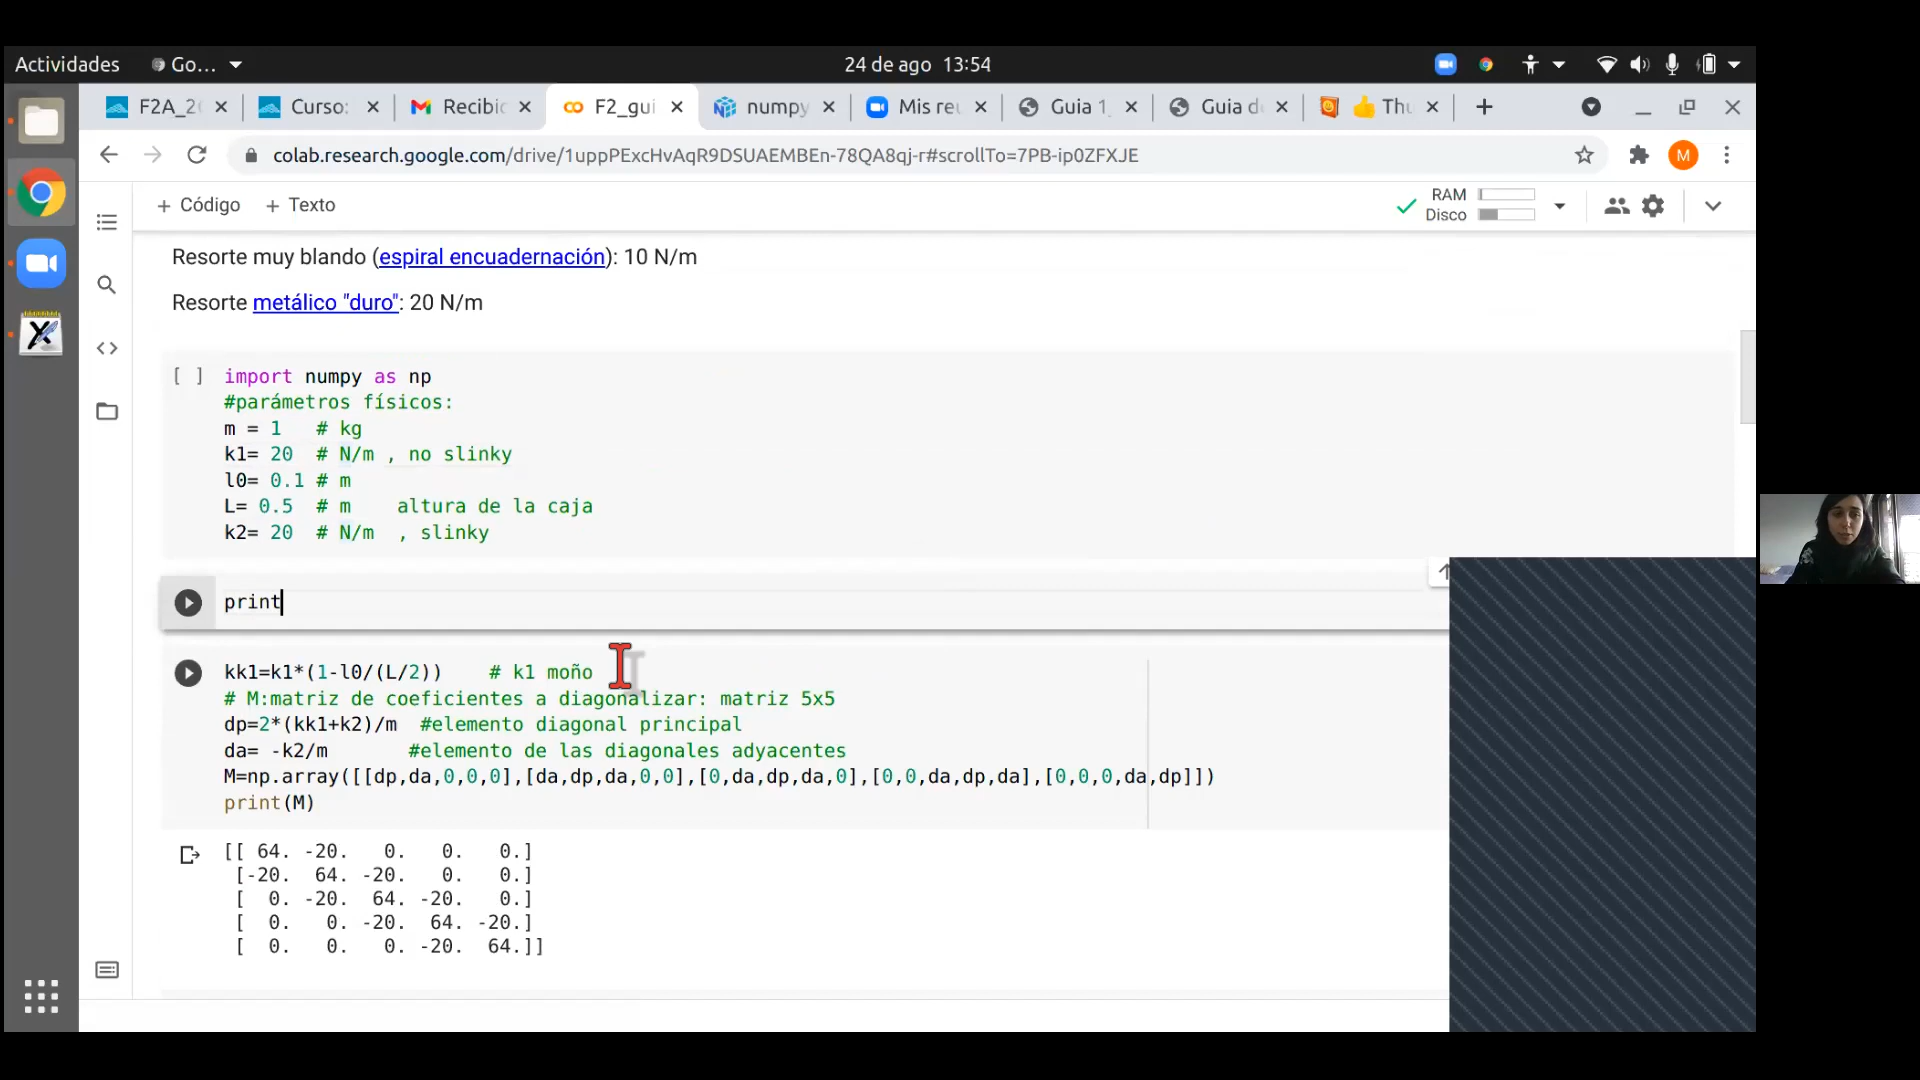 Actividades
Go...
24 de ago 13:54
F2A_2(
Curso:
Recibic
F2_gui
numpy
Mis reu
Guia 1_
Guia de
👍 Thu
colab.research.google.com/drive/1uppPExcHvAqR9DSUAEMBEn-78QA8qj-r#scrollTo=7PB-ip0ZFXJE
M
+ Código
+ Texto
RAM
Disco
Resorte muy blando (espiral encuadernación): 10 N/m
Resorte metálico "duro": 20 N/m
[ ] import numpy as np
#parámetros físicos:
m = 1 # kg
k1= 20 # N/m , no slinky
l0= 0.1 # m
L= 0.5 # m altura de la caja
k2= 20 # N/m , slinky
print
kk1=k1*(1-l0/(L/2)) # k1 moño
# M:matriz de coeficientes a diagonalizar: matriz 5x5
dp=2*(kk1+k2)/m #elemento diagonal principal
da= -k2/m #elemento de las diagonales adyacentes
M=np.array([[dp,da,0,0,0],[da,dp,da,0,0],[0,da,dp,da,0],[0,0,da,dp,da],[0,0,0,da,dp]])
print(M)
[[ 64. -20. 0. 0. 0.]
[-20. 64. -20. 0. 0.]
[ 0. -20. 64. -20. 0.]
[ 0. 0. -20. 64. -20.]
[ 0. 0. 0. -20. 64.]]